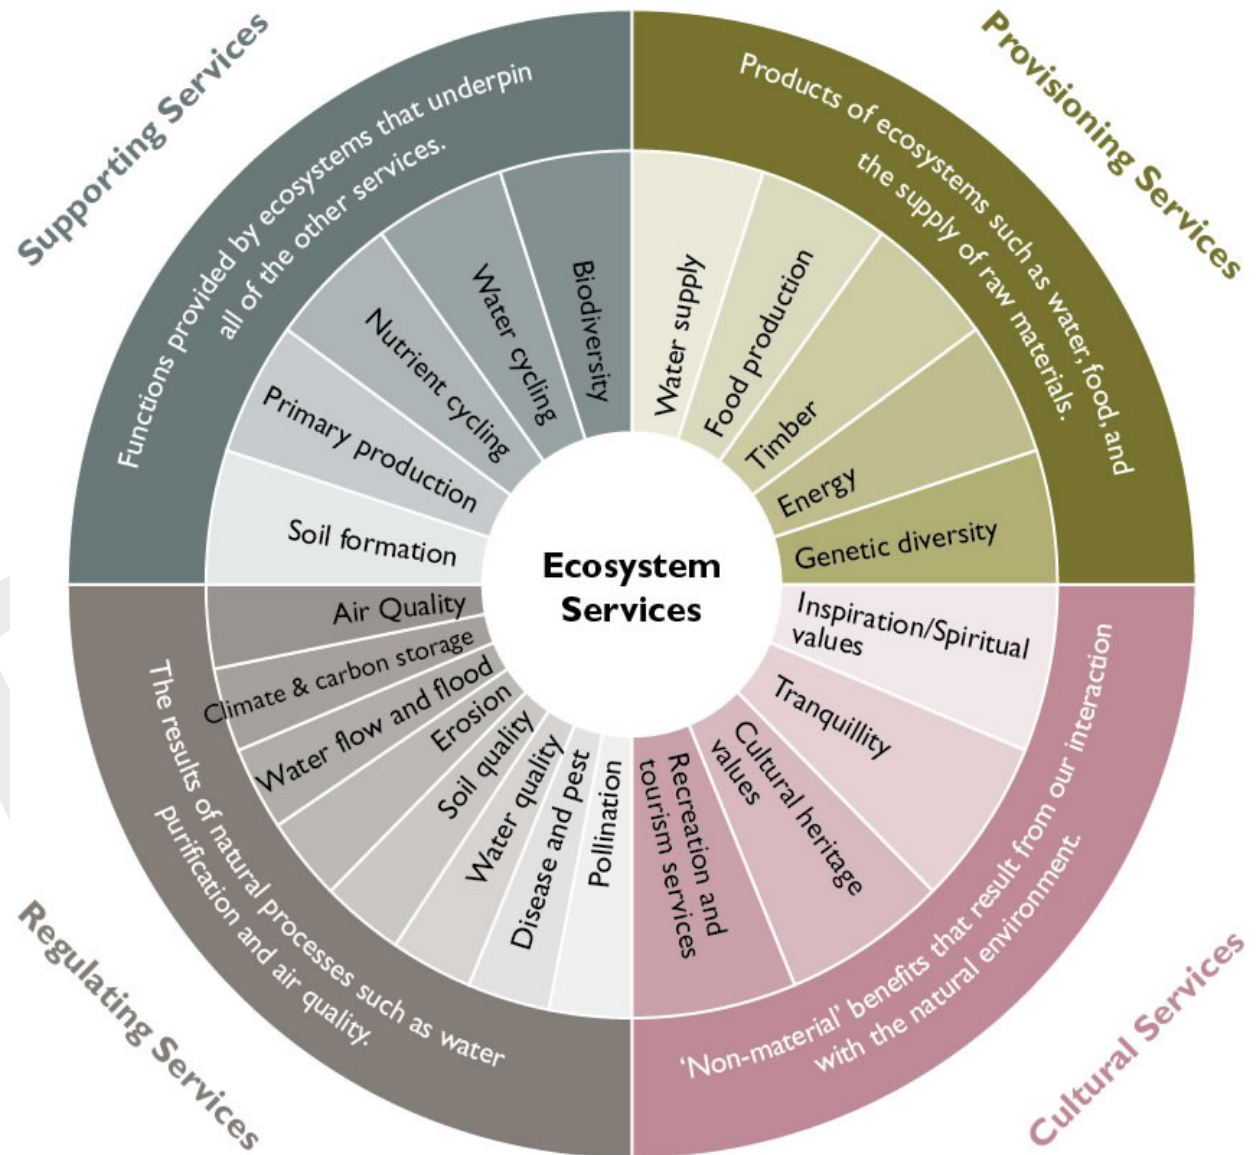 Supporting Services
Functions provided by ecosystems that underpin
all of the other services.
Biodiversity
Water cycling
Nutrient cycling
Primary production
Soil formation
Provisioning Services
Products of ecosystems such as water, food, and
the supply of raw materials.
Water supply
Food production
Timber
Energy
Genetic diversity
Ecosystem
Services
Regulating Services
The results of natural processes such as water
purification and air quality.
Air Quality
Climate & carbon storage
Water flow and flood
Erosion
Soil quality
Water quality
Disease and pest
Pollination
Cultural Services
'Non-material' benefits that result from our interaction
with the natural environment.
Inspiration/Spiritual
values
Tranquillity
Cultural heritage
values
Recreation and
tourism services